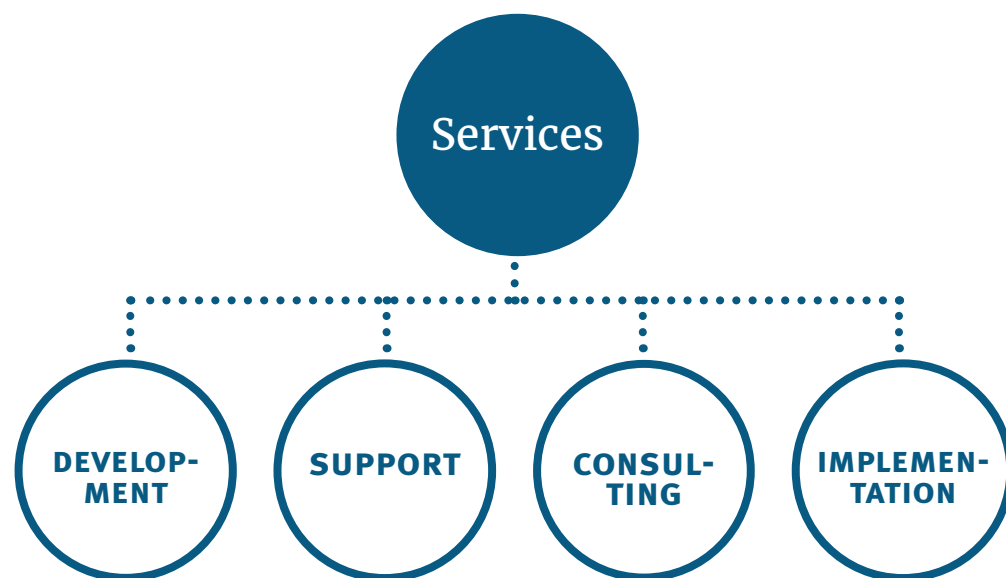 Services
DEVELOP-
MENT
SUPPORT
CONSUL-
TING
IMPLEMEN-
TATION